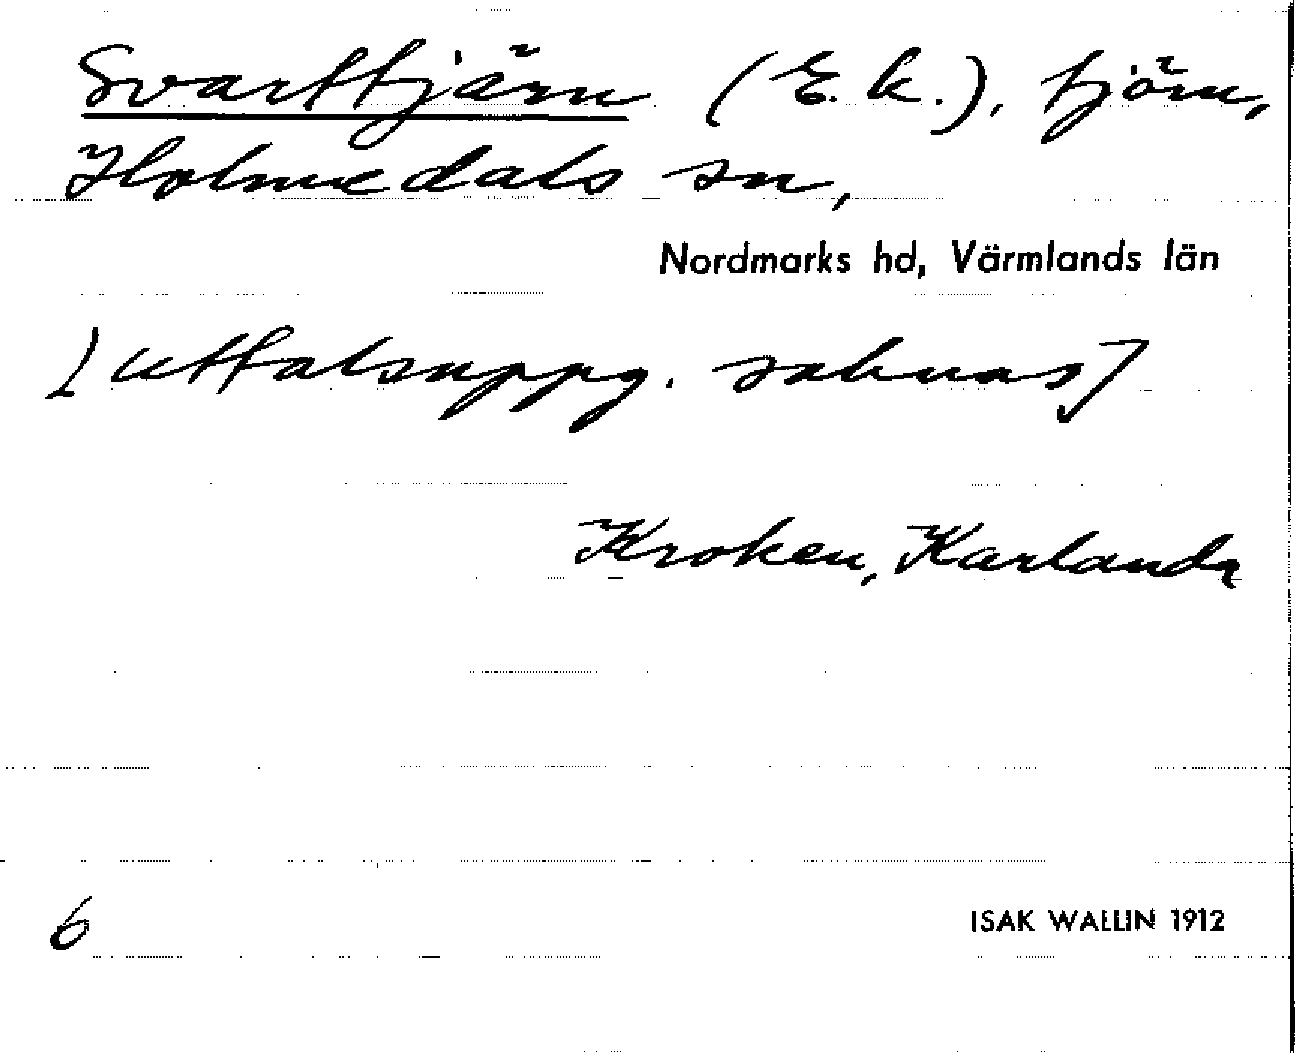 Svarttjärn (E.k.), tjärn,
Holmedals sn,
Nordmarks hd, Värmlands län
[uttalsuppg. saknas]
Kroken, Karlanda
6
ISAK WALLIN 1912